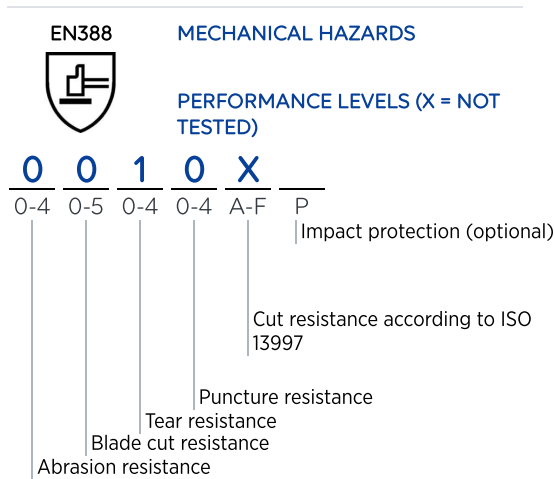 EN388
MECHANICAL HAZARDS
PERFORMANCE LEVELS (X = NOT
TESTED)
0 0 1 0 X
0-4 0-5 0-4 0-4 A-F P
Impact protection (optional)
Cut resistance according to ISO
13997
Puncture resistance
Tear resistance
Blade cut resistance
Abrasion resistance